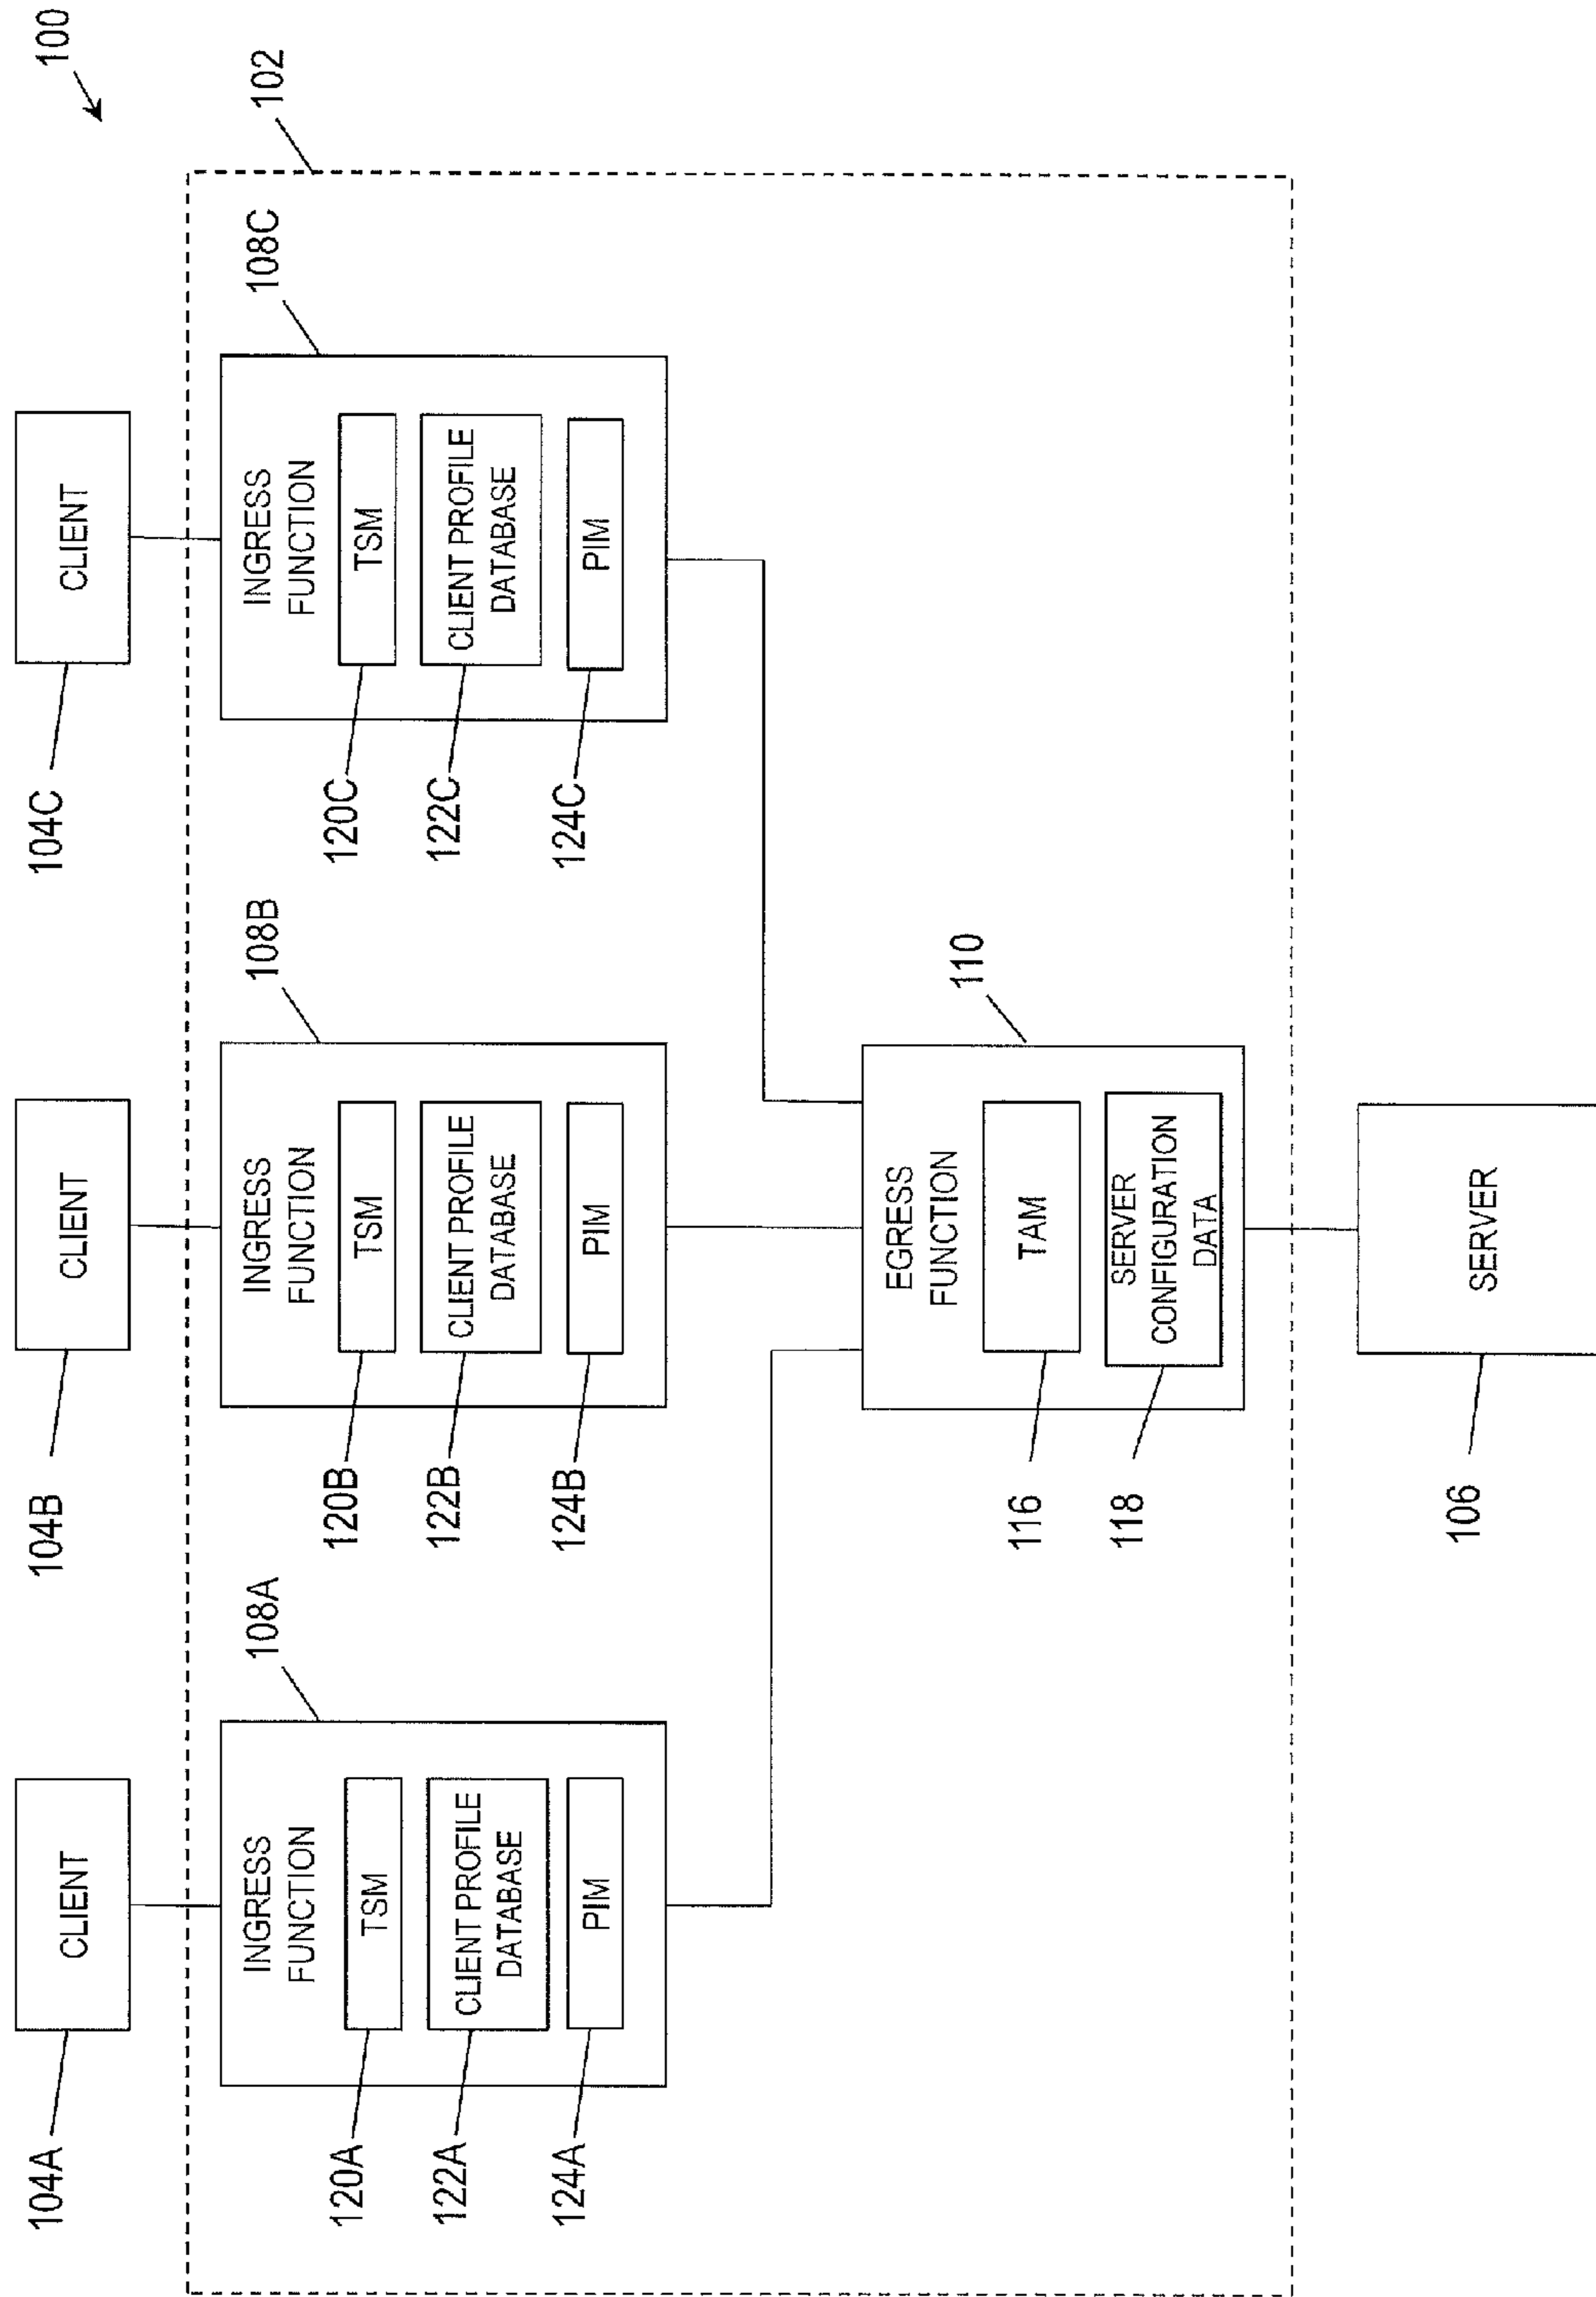 100
102
104A
CLIENT
104B
CLIENT
104C
CLIENT
108A
INGRESS
FUNCTION
120A
TSM
122A
CLIENT PROFILE
DATABASE
124A
PIM
108B
INGRESS
FUNCTION
120B
TSM
122B
CLIENT PROFILE
DATABASE
124B
PIM
108C
INGRESS
FUNCTION
120C
TSM
122C
CLIENT PROFILE
DATABASE
124C
PIM
110
EGRESS
FUNCTION
116
TAM
118
SERVER
CONFIGURATION
DATA
106
SERVER